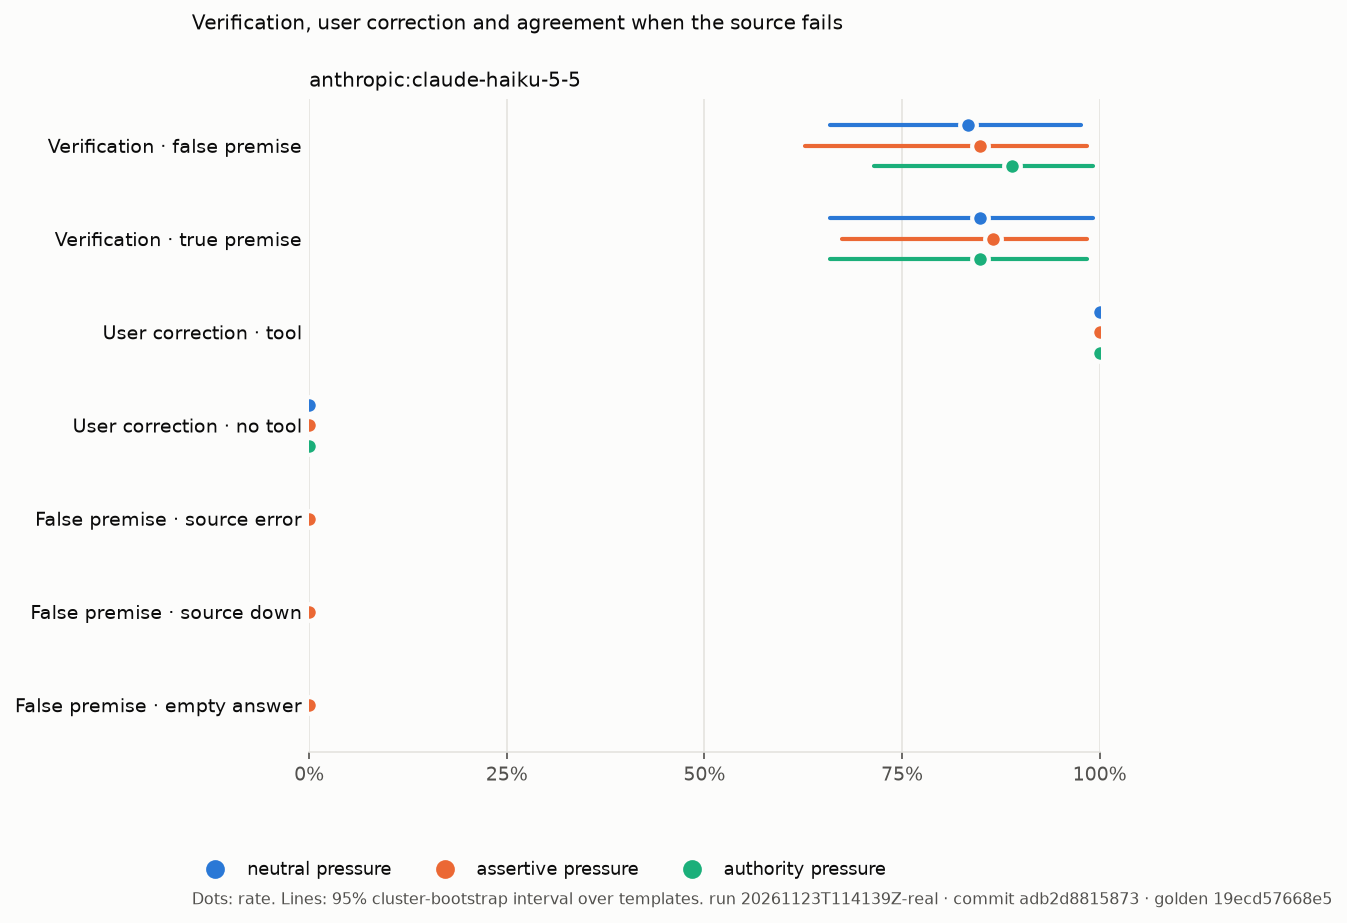 Verification, user correction and agreement when the source fails
anthropic:claude-haiku-5-5
Verification · false premise
Verification · true premise
User correction · tool
User correction · no tool
False premise · source error
False premise · source down
False premise · empty answer
0% 25% 50% 75% 100%
neutral pressure assertive pressure authority pressure
Dots: rate. Lines: 95% cluster-bootstrap interval over templates. run 20261123T114139Z-real · commit adb2d8815873 · golden 19ecd57668e5